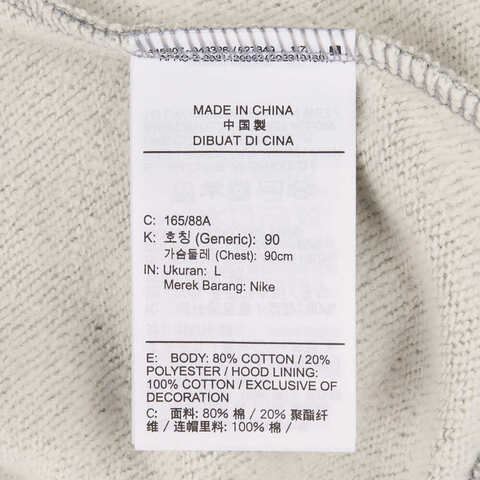 MADE IN CHINA
中国製
DIBUAT DI CINA
C: 165/88A
K: 호칭 (Generic): 90
가슴둘레 (Chest): 90cm
IN: Ukuran: L
Merek Barang: Nike
E: BODY: 80% COTTON / 20%
POLYESTER / HOOD LINING:
100% COTTON / EXCLUSIVE OF
DECORATION
C: 面料: 80% 棉 / 20% 聚酯纤
维 / 连帽里料: 100% 棉 /